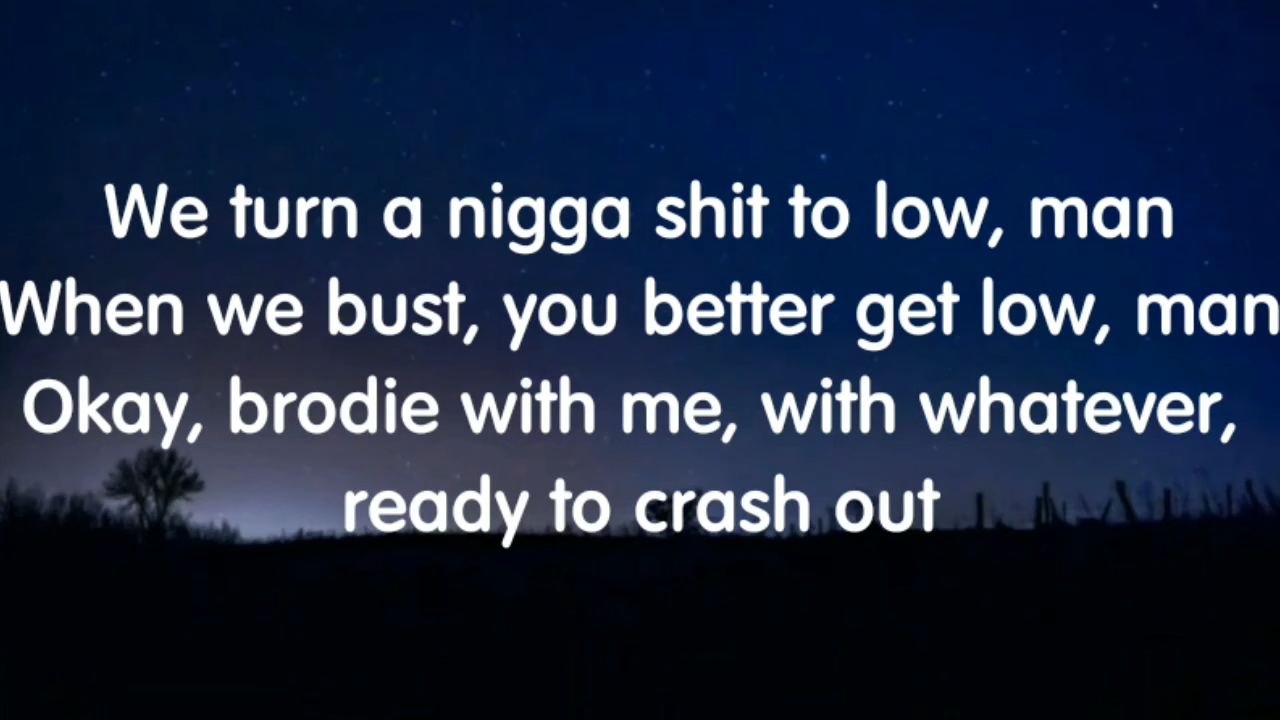 We turn a nigga shit to low, man
When we bust, you better get low, man
Okay, brodie with me, with whatever,
ready to crash out